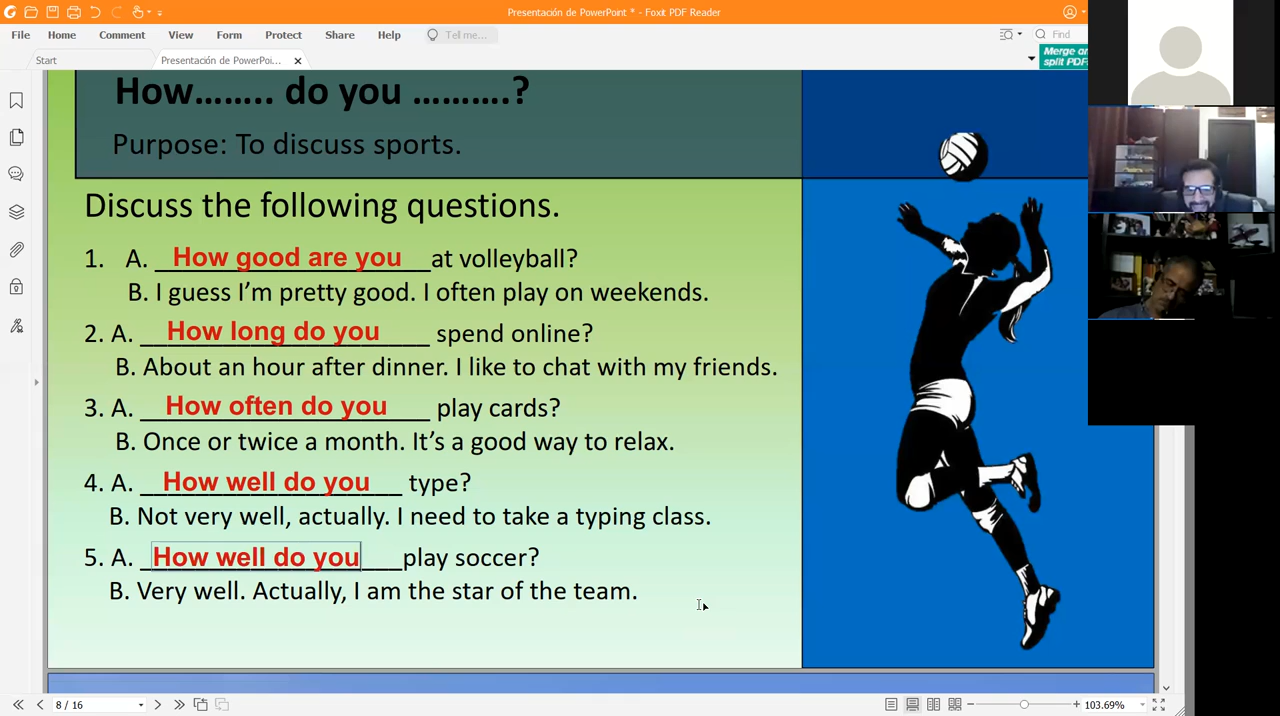 Presentación de PowerPoint * - Foxit PDF Reader
File Home Comment View Form Protect Share Help Tell me... Find
Start Presentación de PowerPoi... Merge an
split PDF
How…….. do you ……….?
Purpose: To discuss sports.
Discuss the following questions.
1. A. How good are you at volleyball?
B. I guess I’m pretty good. I often play on weekends.
2. A. How long do you spend online?
B. About an hour after dinner. I like to chat with my friends.
3. A. How often do you play cards?
B. Once or twice a month. It’s a good way to relax.
4. A. How well do you type?
B. Not very well, actually. I need to take a typing class.
5. A. How well do you play soccer?
B. Very well. Actually, I am the star of the team.
8 / 16 103.69%